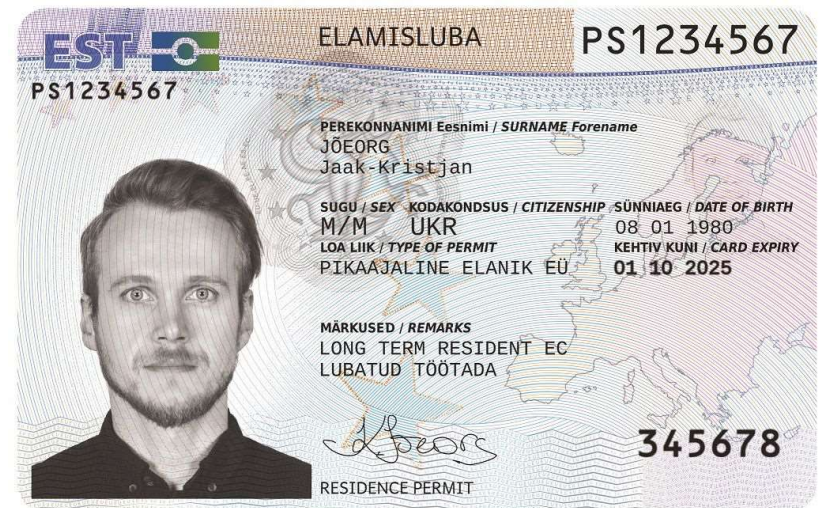 EST
ELAMISLUBA
PS1234567
PS1234567
PEREKONNANIMI Eesnimi / SURNAME Forename
JÕEORG
Jaak-Kristjan
SUGU / SEX KODAKONDSUS / CITIZENSHIP SÜNNIAEG / DATE OF BIRTH
M/M UKR 08 01 1980
LOA LIIK / TYPE OF PERMIT KEHTIV KUNI / CARD EXPIRY
PIKAAJALINE ELANIK EÜ 01 10 2025
MÄRKUSED / REMARKS
LONG TERM RESIDENT EC
LUBATUD TÖÖTADA
J Jõeorg
345678
RESIDENCE PERMIT